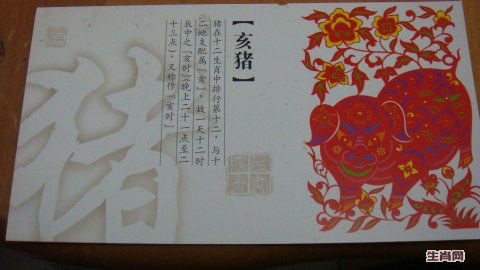 【亥猪】
猪在十二生肖中排行第十二，与十
二地支配属『亥』，故一天十二时
辰中之『亥时』（晚上二十一点至二
十三点），又称作『亥时』
猪
生肖网